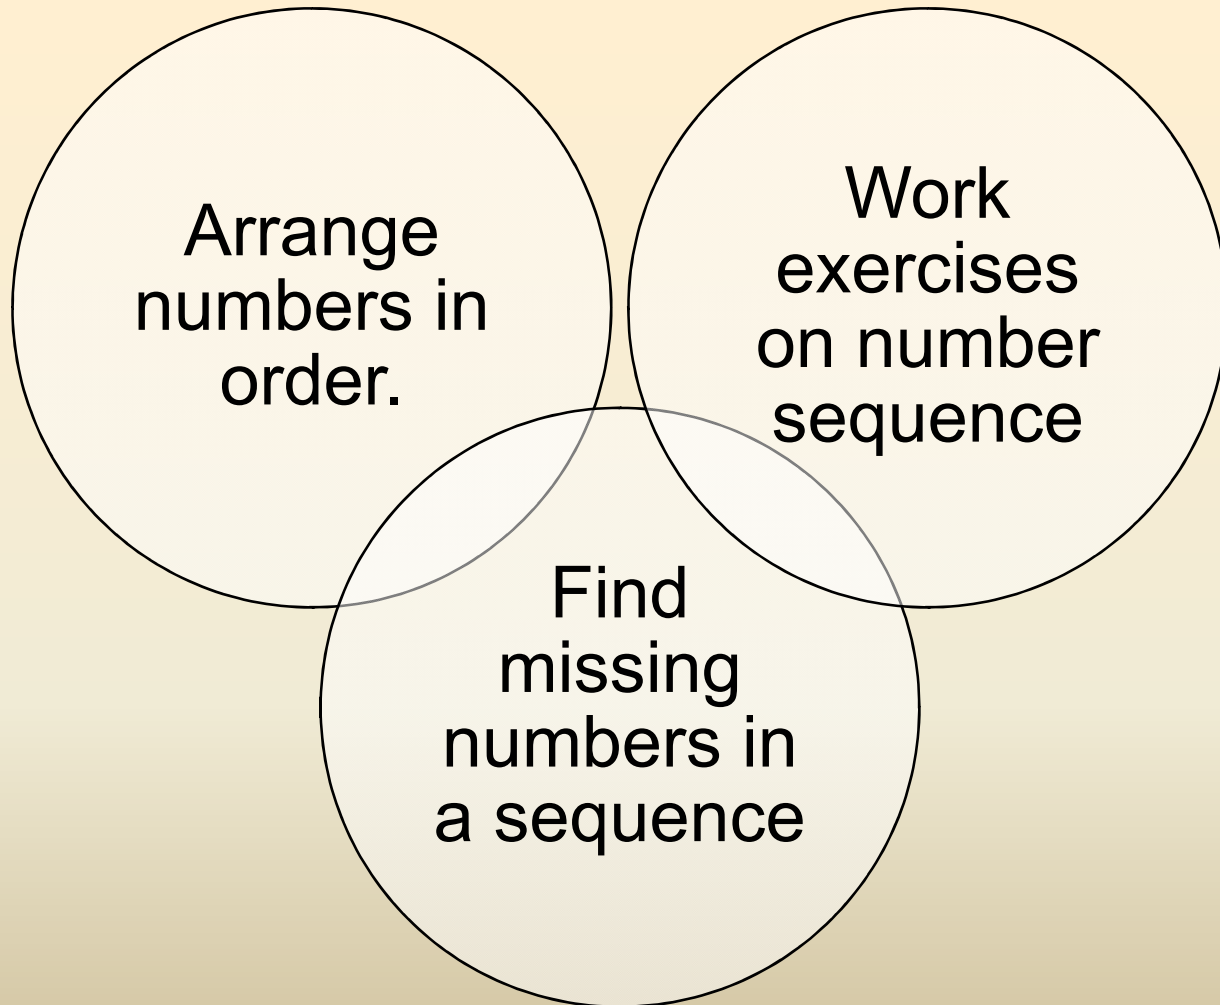 Arrange
numbers in
order.
Work
exercises
on number
sequence
Find
missing
numbers in
a sequence